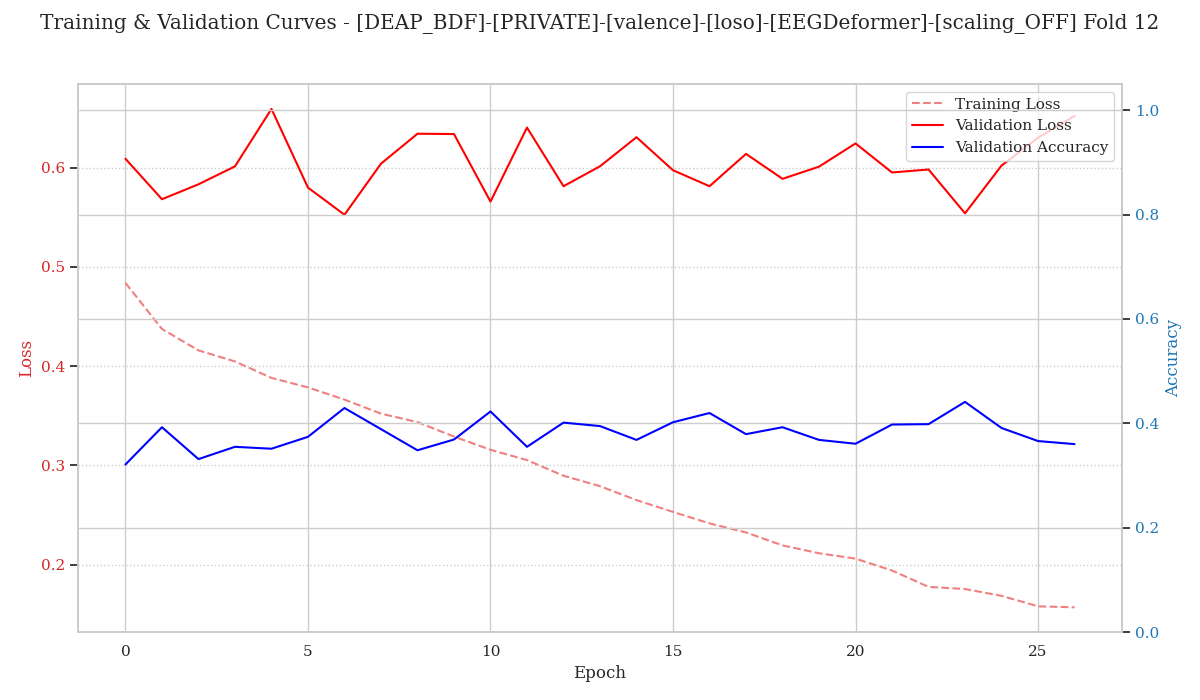 Training & Validation Curves - [DEAP_BDF]-[PRIVATE]-[valence]-[loso]-[EEGDeformer]-[scaling_OFF] Fold 12
Training Loss
Validation Loss
Validation Accuracy
Loss
0.6
0.5
0.4
0.3
0.2
1.0
0.8
0.6
0.4
0.2
0.0
Accuracy
0
5
10
15
20
25
Epoch